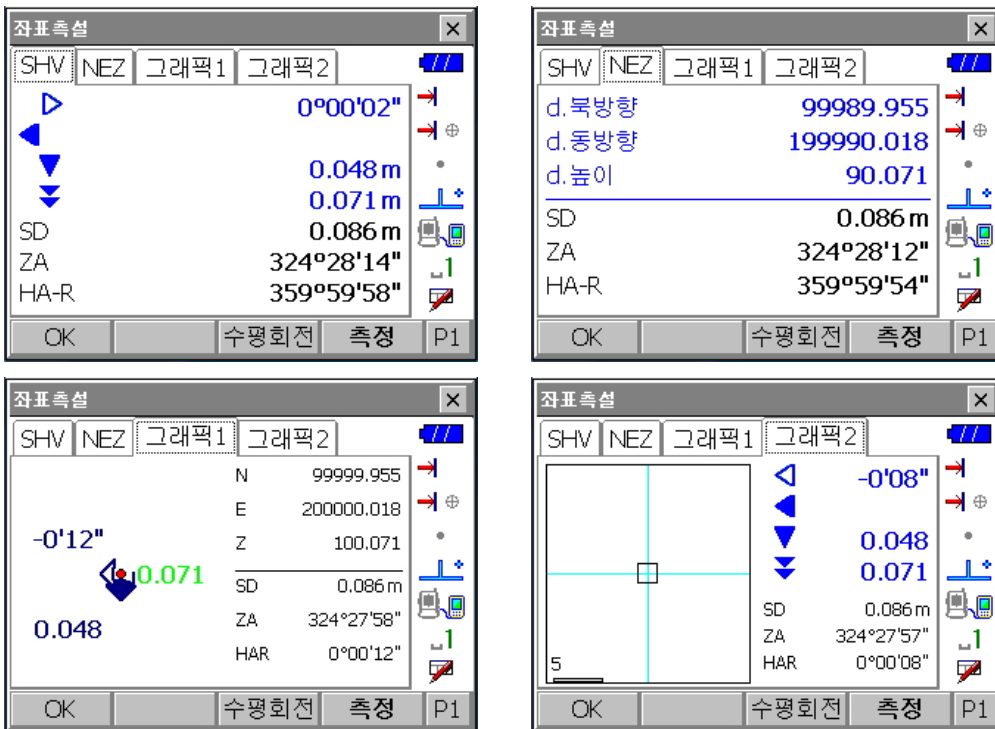 좌표측설
SHV NEZ 그래픽1 그래픽2
0°00'02"
0.048 m
0.071 m
SD 0.086 m
ZA 324°28'14"
HA-R 359°59'58"
OK 수평회전 측정 P1
좌표측설
SHV NEZ 그래픽1 그래픽2
d.북방향 99989.955
d.동방향 199990.018
d.높이 90.071
SD 0.086 m
ZA 324°28'12"
HA-R 359°59'54"
OK 수평회전 측정 P1
좌표측설
SHV NEZ 그래픽1 그래픽2
-0'12"
0.071
0.048
N 99999.955
E 200000.018
Z 100.071
SD 0.086 m
ZA 324°27'58"
HAR 0°00'12"
OK 수평회전 측정 P1
좌표측설
SHV NEZ 그래픽1 그래픽2
5
-0'08"
0.048
0.071
SD 0.086 m
ZA 324°27'57"
HAR 0°00'08"
OK 수평회전 측정 P1